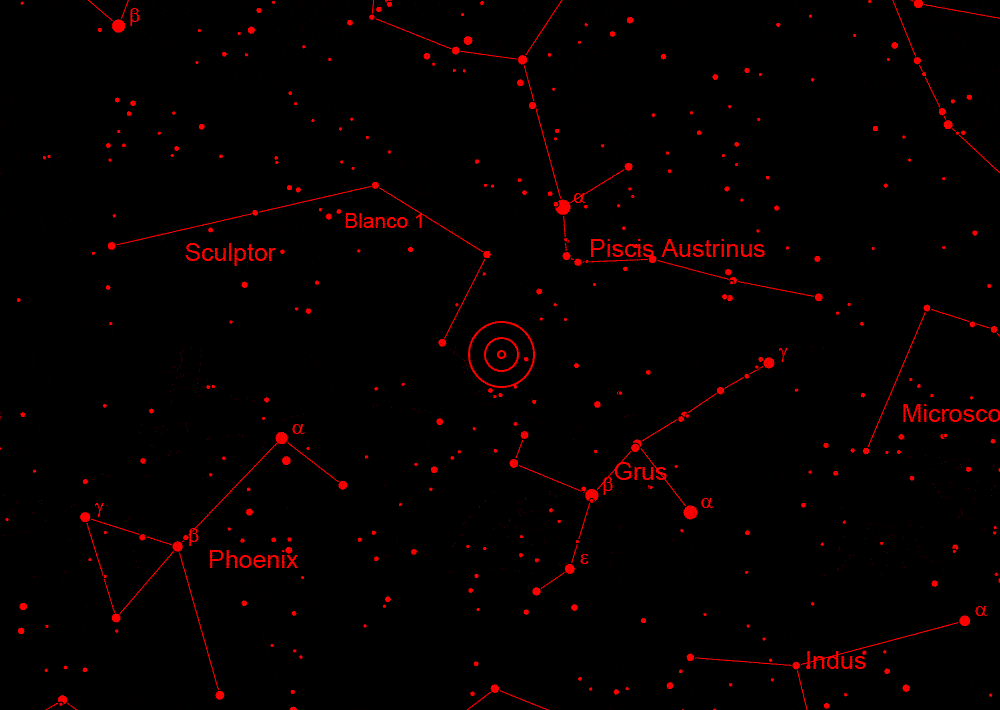 β
α
Blanco 1
Sculptor
Piscis Austrinus
γ
Microsco
α
Grus
β
α
γ
β
Phoenix
ε
α
Indus